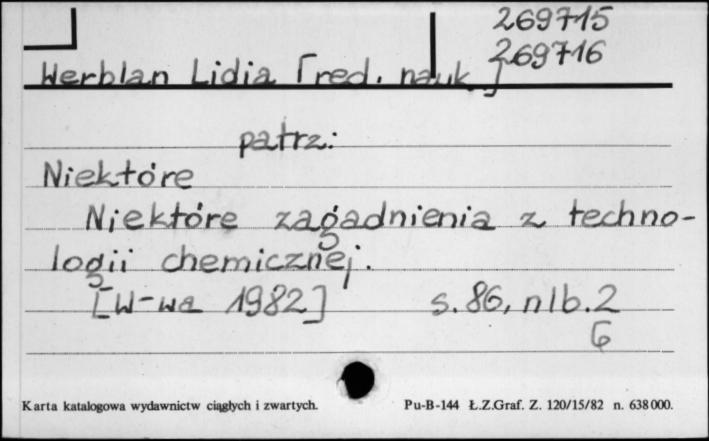 269715
269716
Werblan Lidia [red. nauk.]
patrz:
Niektóre
Niektóre zagadnienia z techno-
logii chemicznej.
[W-wa 1982] s. 86, nlb. 2
6
Karta katalogowa wydawnictw ciągłych i zwartych. Pu-B-144 Ł.Z.Graf. Z. 120/15/82 n. 638000.